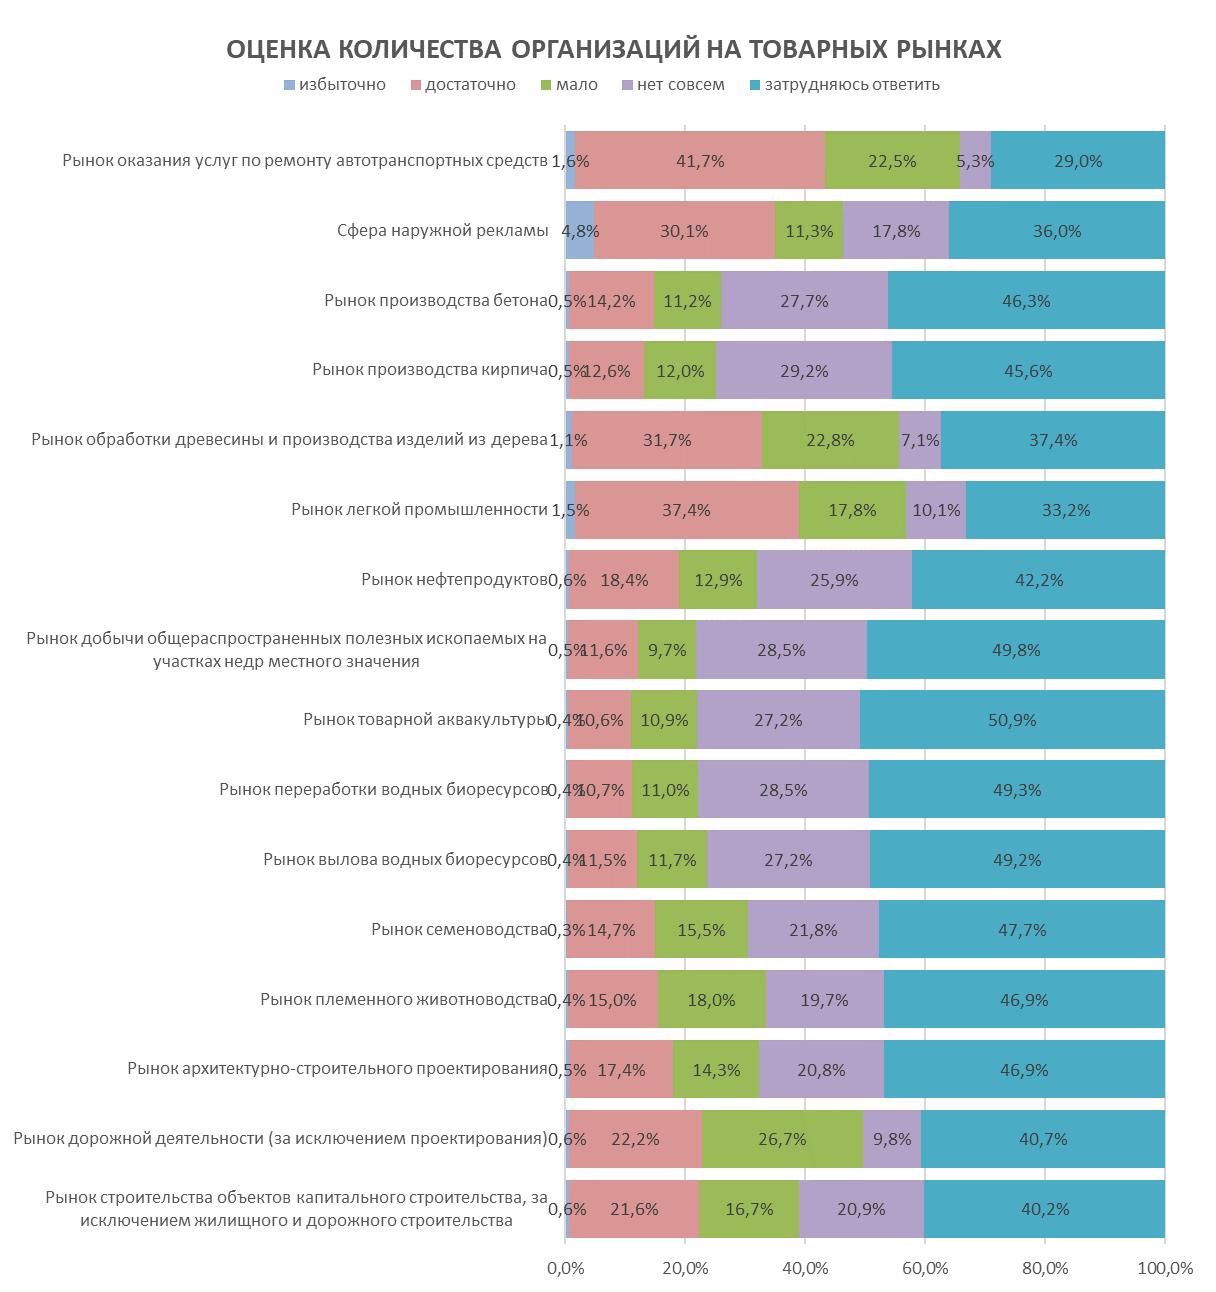 ОЦЕНКА КОЛИЧЕСТВА ОРГАНИЗАЦИЙ НА ТОВАРНЫХ РЫНКАХ
избыточно достаточно мало нет совсем затрудняюсь ответить
Рынок оказания услуг по ремонту автотранспортных средств 1,6% 41,7% 22,5% 5,3% 29,0%
Сфера наружной рекламы 4,8% 30,1% 11,3% 17,8% 36,0%
Рынок производства бетона 0,5% 14,2% 11,2% 27,7% 46,3%
Рынок производства кирпича 0,5% 12,6% 12,0% 29,2% 45,6%
Рынок обработки древесины и производства изделий из дерева 1,1% 31,7% 22,8% 7,1% 37,4%
Рынок легкой промышленности 1,5% 37,4% 17,8% 10,1% 33,2%
Рынок нефтепродуктов 0,6% 18,4% 12,9% 25,9% 42,2%
Рынок добычи общераспространенных полезных ископаемых на
участках недр местного значения
0,5% 11,6% 9,7% 28,5% 49,8%
Рынок товарной аквакультуры 0,4% 10,6% 10,9% 27,2% 50,9%
Рынок переработки водных биоресурсов 0,4% 10,7% 11,0% 28,5% 49,3%
Рынок вылова водных биоресурсов 0,4% 11,5% 11,7% 27,2% 49,2%
Рынок семеноводства 0,3% 14,7% 15,5% 21,8% 47,7%
Рынок племенного животноводства 0,4% 15,0% 18,0% 19,7% 46,9%
Рынок архитектурно-строительного проектирования 0,5% 17,4% 14,3% 20,8% 46,9%
Рынок дорожной деятельности (за исключением проектирования) 0,6% 22,2% 26,7% 9,8% 40,7%
Рынок строительства объектов капитального строительства, за
исключением жилищного и дорожного строительства
0,6% 21,6% 16,7% 20,9% 40,2%
0,0% 20,0% 40,0% 60,0% 80,0% 100,0%